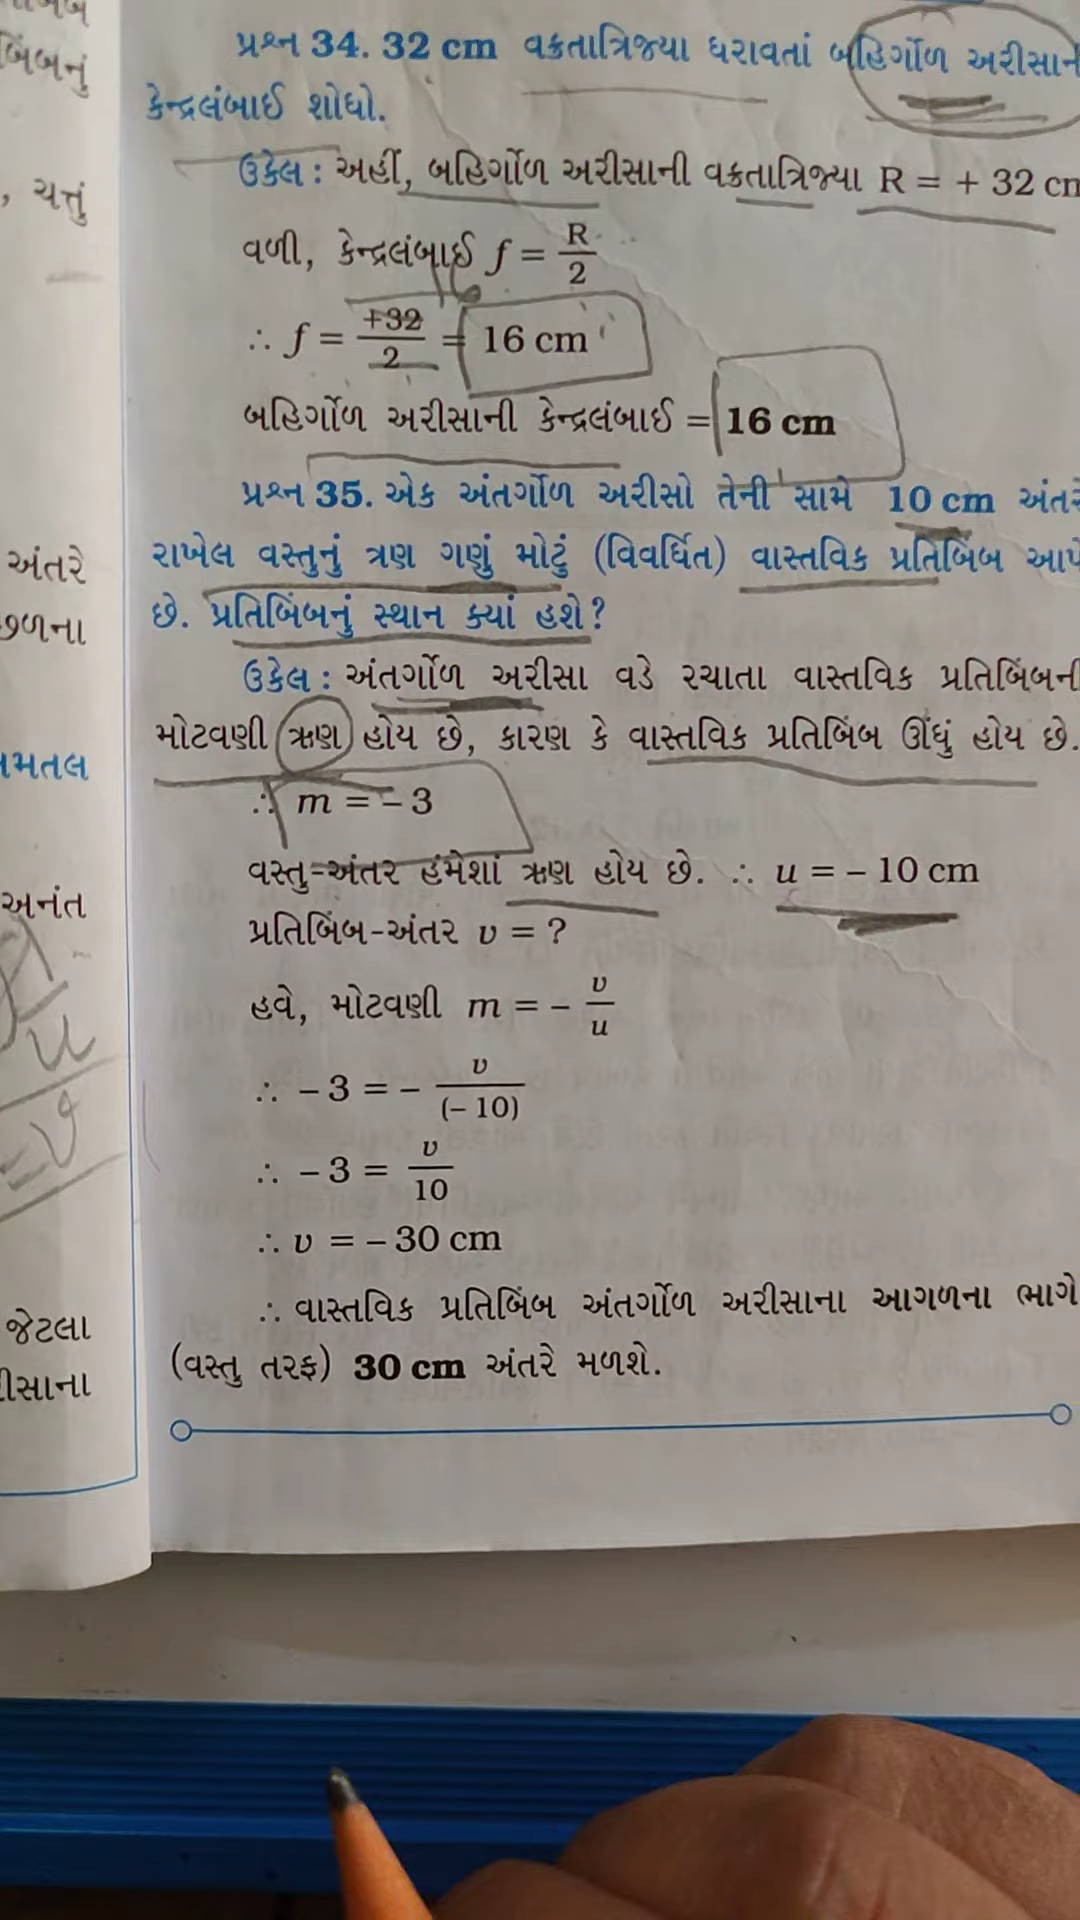 બિંબનું
, ચત્તું
અંતરે
અનંત
u
v
જેટલા
પ્રશ્ન 34. 32 cm વક્રતાત્રિજ્યા ધરાવતાં બહિર્ગોળ અરીસાની
કેન્દ્રલંબાઈ શોધો.
ઉકેલ : અહીં, બહિર્ગોળ અરીસાની વક્રતાત્રિજ્યા R = + 32 cm
વળી, કેન્દ્રલંબાઈ f = R/2
16
∴ f = +32/2 = 16 cm
બહિર્ગોળ અરીસાની કેન્દ્રલંબાઈ = 16 cm
પ્રશ્ન 35. એક અંતર્ગોળ અરીસો તેની સામે 10 cm અંતરે
રાખેલ વસ્તુનું ત્રણ ગણું મોટું (વિવર્ધિત) વાસ્તવિક પ્રતિબિંબ આપે
છે. પ્રતિબિંબનું સ્થાન ક્યાં હશે?
ઉકેલ : અંતર્ગોળ અરીસા વડે રચાતા વાસ્તવિક પ્રતિબિંબની
મોટવણી ઋણ હોય છે, કારણ કે વાસ્તવિક પ્રતિબિંબ ઊંધું હોય છે.
∴ m = – 3
વસ્તુ-અંતર હંમેશાં ઋણ હોય છે. ∴ u = – 10 cm
પ્રતિબિંબ-અંતર v = ?
હવે, મોટવણી m = – v/u
∴ – 3 = – v/(– 10)
∴ – 3 = v/10
∴ v = – 30 cm
∴ વાસ્તવિક પ્રતિબિંબ અંતર્ગોળ અરીસાના આગળના ભાગે
(વસ્તુ તરફ) 30 cm અંતરે મળશે.